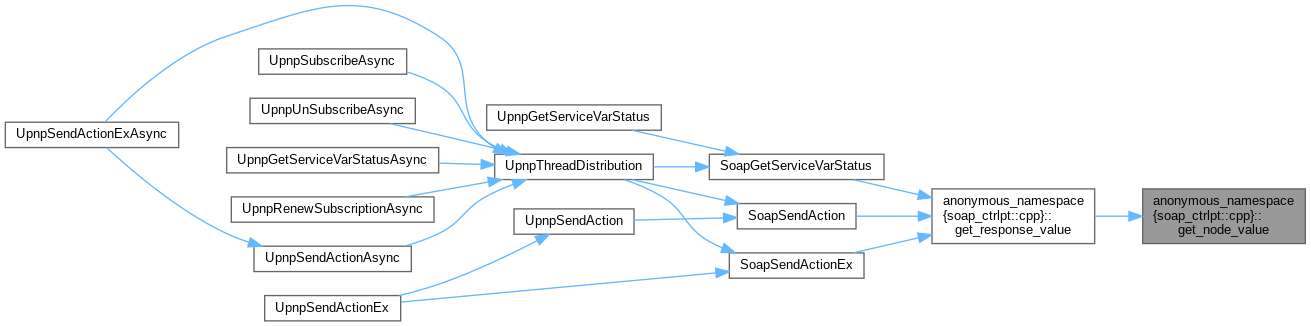 UpnpSendActionExAsync
UpnpSubscribeAsync
UpnpUnSubscribeAsync
UpnpGetServiceVarStatusAsync
UpnpRenewSubscriptionAsync
UpnpSendActionAsync
UpnpSendActionEx
UpnpGetServiceVarStatus
UpnpThreadDistribution
UpnpSendAction
SoapGetServiceVarStatus
SoapSendAction
SoapSendActionEx
anonymous_namespace
{soap_ctrlpt::cpp}::
get_response_value
anonymous_namespace
{soap_ctrlpt::cpp}::
get_node_value